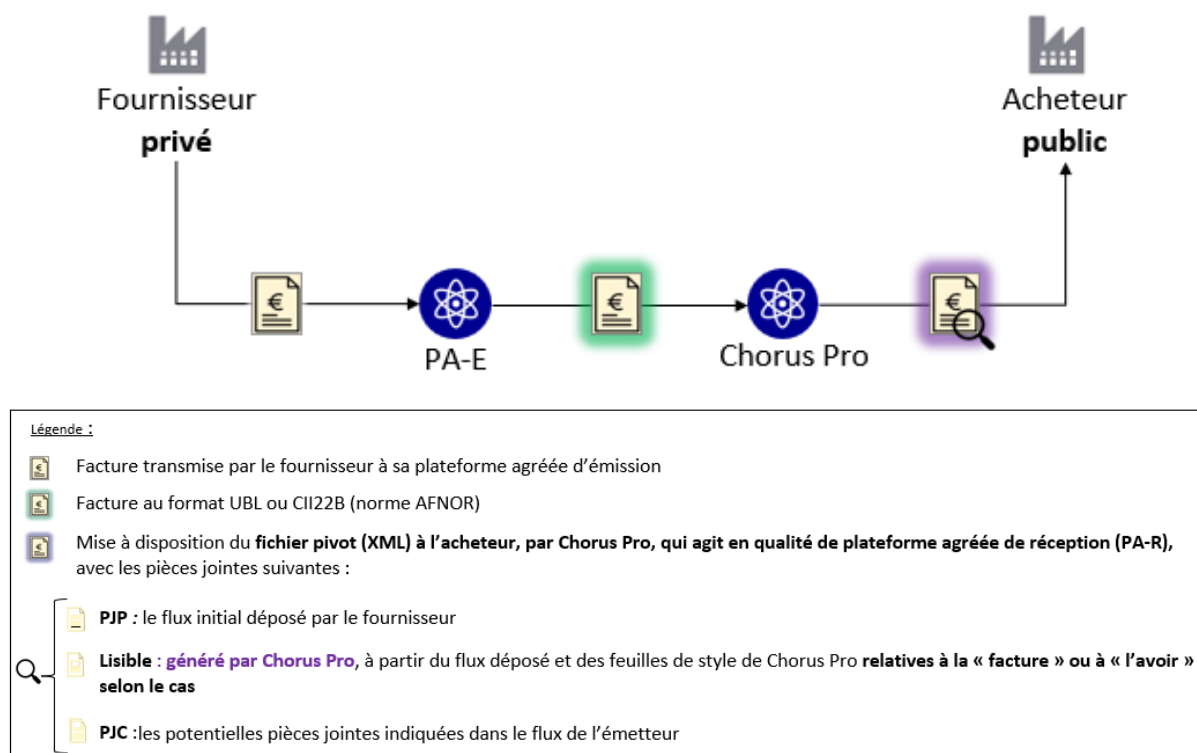 Fournisseur
privé
Acheteur
public
€
€
€
PA-E
Chorus Pro
Légende :
€ Facture transmise par le fournisseur à sa plateforme agréée d’émission
€ Facture au format UBL ou CII22B (norme AFNOR)
€ Mise à disposition du fichier pivot (XML) à l’acheteur, par Chorus Pro, qui agit en qualité de plateforme agréée de réception (PA-R),
avec les pièces jointes suivantes :
PJP : le flux initial déposé par le fournisseur
Lisible : généré par Chorus Pro, à partir du flux déposé et des feuilles de style de Chorus Pro relatives à la « facture » ou à « l’avoir »
selon le cas
PJC :les potentielles pièces jointes indiquées dans le flux de l’émetteur